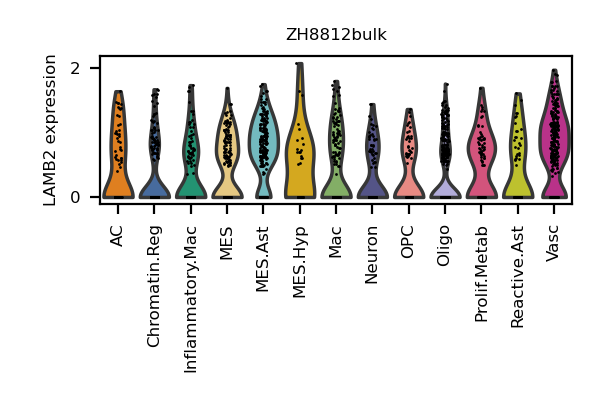 ZH8812bulk
LAMB2 expression
2
0
AC
Chromatin.Reg
Inflammatory.Mac
MES
MES.Ast
MES.Hyp
Mac
Neuron
OPC
Oligo
Prolif.Metab
Reactive.Ast
Vasc